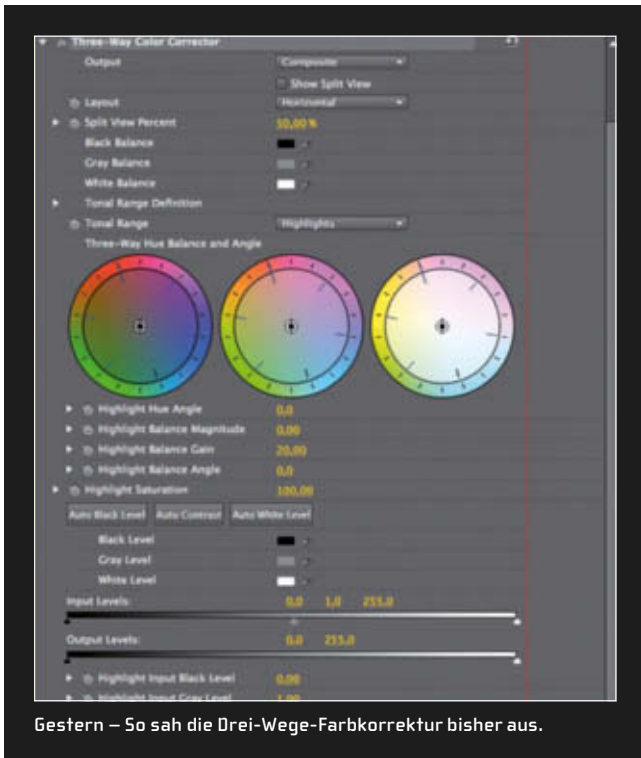 Three-Way Color Corrector
Output Composite
Show Split View
Layout Horizontal
Split View Percent 50,00 %
Black Balance
Gray Balance
White Balance
Tonal Range Definition
Tonal Range Highlights
Three-Way Hue Balance and Angle
Highlight Hue Angle 0,0
Highlight Balance Magnitude 0,00
Highlight Balance Gain 20,00
Highlight Balance Angle 0,0
Highlight Saturation 100,00
Auto Black Level Auto Contrast Auto White Level
Black Level
Gray Level
White Level
Input Levels: 0,0 1,0 255,0
Output Levels: 0,0 255,0
Highlight Input Black Level 0,00
Highlight Input Gray Level 1,00
Gestern – So sah die Drei-Wege-Farbkorrektur bisher aus.